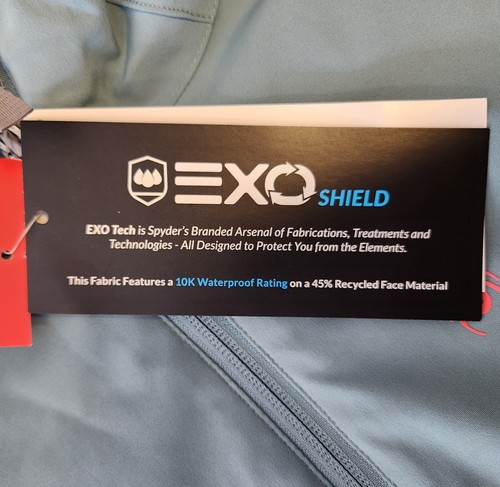 EXO SHIELD
EXO Tech is Spyder's Branded Arsenal of Fabrications, Treatments and
Technologies - All Designed to Protect You from the Elements.
This Fabric Features a 10K Waterproof Rating on a 45% Recycled Face Material